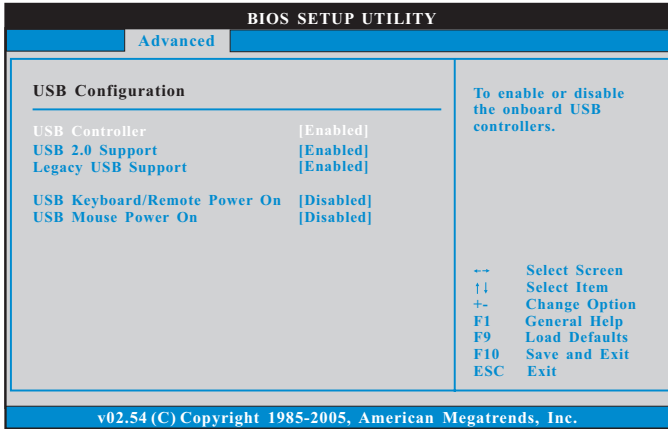 BIOS SETUP UTILITY
Advanced
USB Configuration
USB Controller [Enabled]
USB 2.0 Support [Enabled]
Legacy USB Support [Enabled]
USB Keyboard/Remote Power On [Disabled]
USB Mouse Power On [Disabled]
To enable or disable
the onboard USB
controllers.
←→ Select Screen
↑↓ Select Item
+- Change Option
F1 General Help
F9 Load Defaults
F10 Save and Exit
ESC Exit
v02.54 (C) Copyright 1985-2005, American Megatrends, Inc.